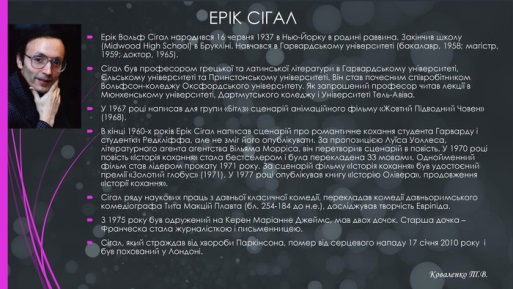 ЕРІК СІГАЛ
Ерік Вольф Сігал народився 16 червня 1937 в Нью-Йорку в родині раввина. Закінчив школу
(Midwood High School) в Бруклині. Навчався в Гарвардському університеті (бакалавр, 1958; магістр,
1959; доктор, 1965).
Сігал був професором грецької та латинської літератури в Гарвардському університеті,
Єльському університеті та Принстонському університеті. Він став почесним співробітником
Вольфсон-коледжу Оксфордського університету. Як запрошений професор читав лекції в
Мюнхенському університеті, Дартмутського коледжу і Університеті Тель-Авіва.
У 1967 році написав для групи «Бітлз» сценарій анімаційного фільму «Жовтий Підводний Човен»
(1968).
В кінці 1960-х років Ерік Сігал написав сценарій про романтичне кохання студента Гарварду і
студентки Редкліффа, але не зміг його опублікувати. За пропозицією Луїса Уоллеса,
літературного агента агентства Вільяма Морріса, він перетворив сценарій в повість. У 1970 році
повість «Історія кохання» стала бестселером і була перекладена 33 мовами. Однойменний
фільм став лідером прокату 1971 року. За сценарій фільму «Історія кохання» був удостоєний
премії «Золотий глобус» (1971). У 1977 році опублікував книгу «Історію Олівера», продовження
«Історії кохання».
Сігал ряду наукових праць з давньої класичної комедії, перекладав комедії давньоримського
комедіографа Тита Макція Плавта (бл. 254-184 до н.е.), досліджував творчість Евріпіда.
З 1975 року був одружений на Керен Маріанне Джеймс, мав двох дочок. Старша дочка –
Франческа стала журналісткою і письменницею.
Сігал, який страждав від хвороби Паркінсона, помер від серцевого нападу 17 січня 2010 року і
був похований у Лондоні.
Коваленко Т.В.